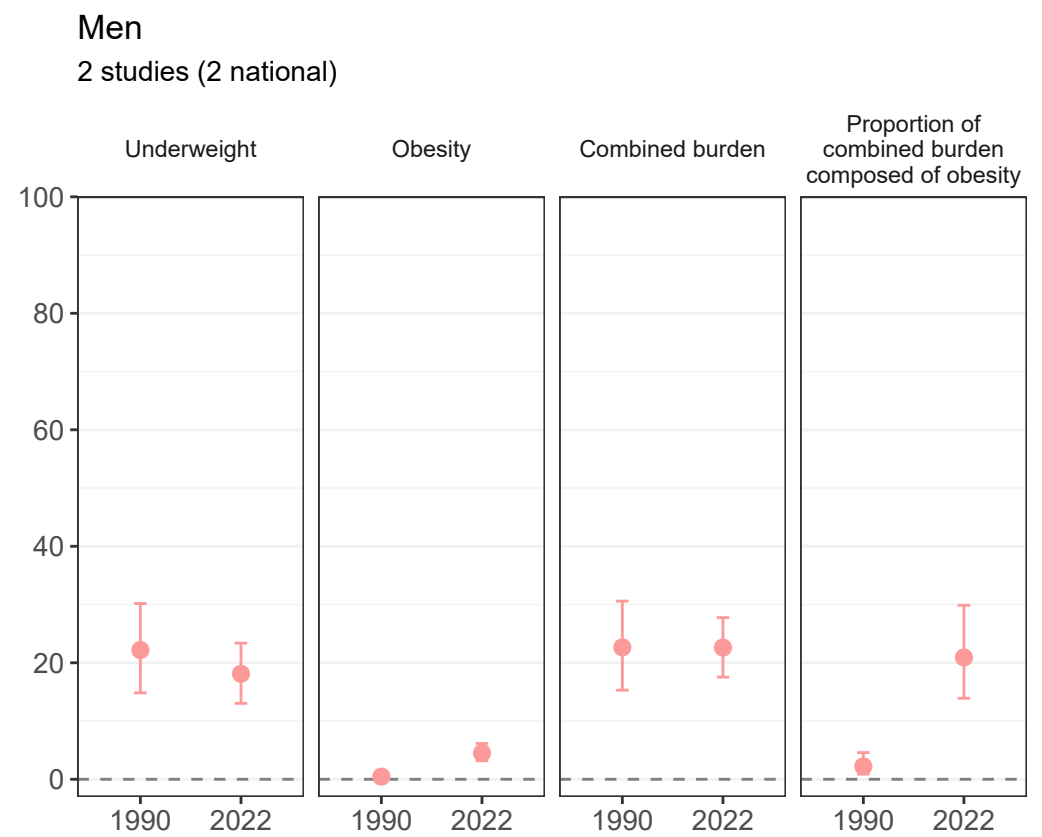 Men
2 studies (2 national)
Underweight
Obesity
Combined burden
Proportion of
combined burden
composed of obesity
100
80
60
40
20
0
1990 2022
1990 2022
1990 2022
1990 2022